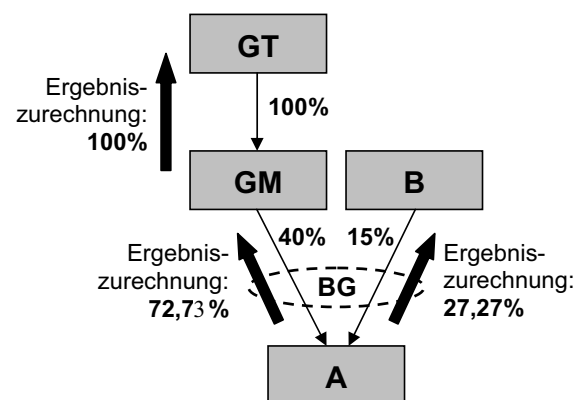 GT
Ergebnis-
zurechnung:
100%
100%
GM
B
40%
15%
Ergebnis-
zurechnung:
72,73%
BG
Ergebnis-
zurechnung:
27,27%
A